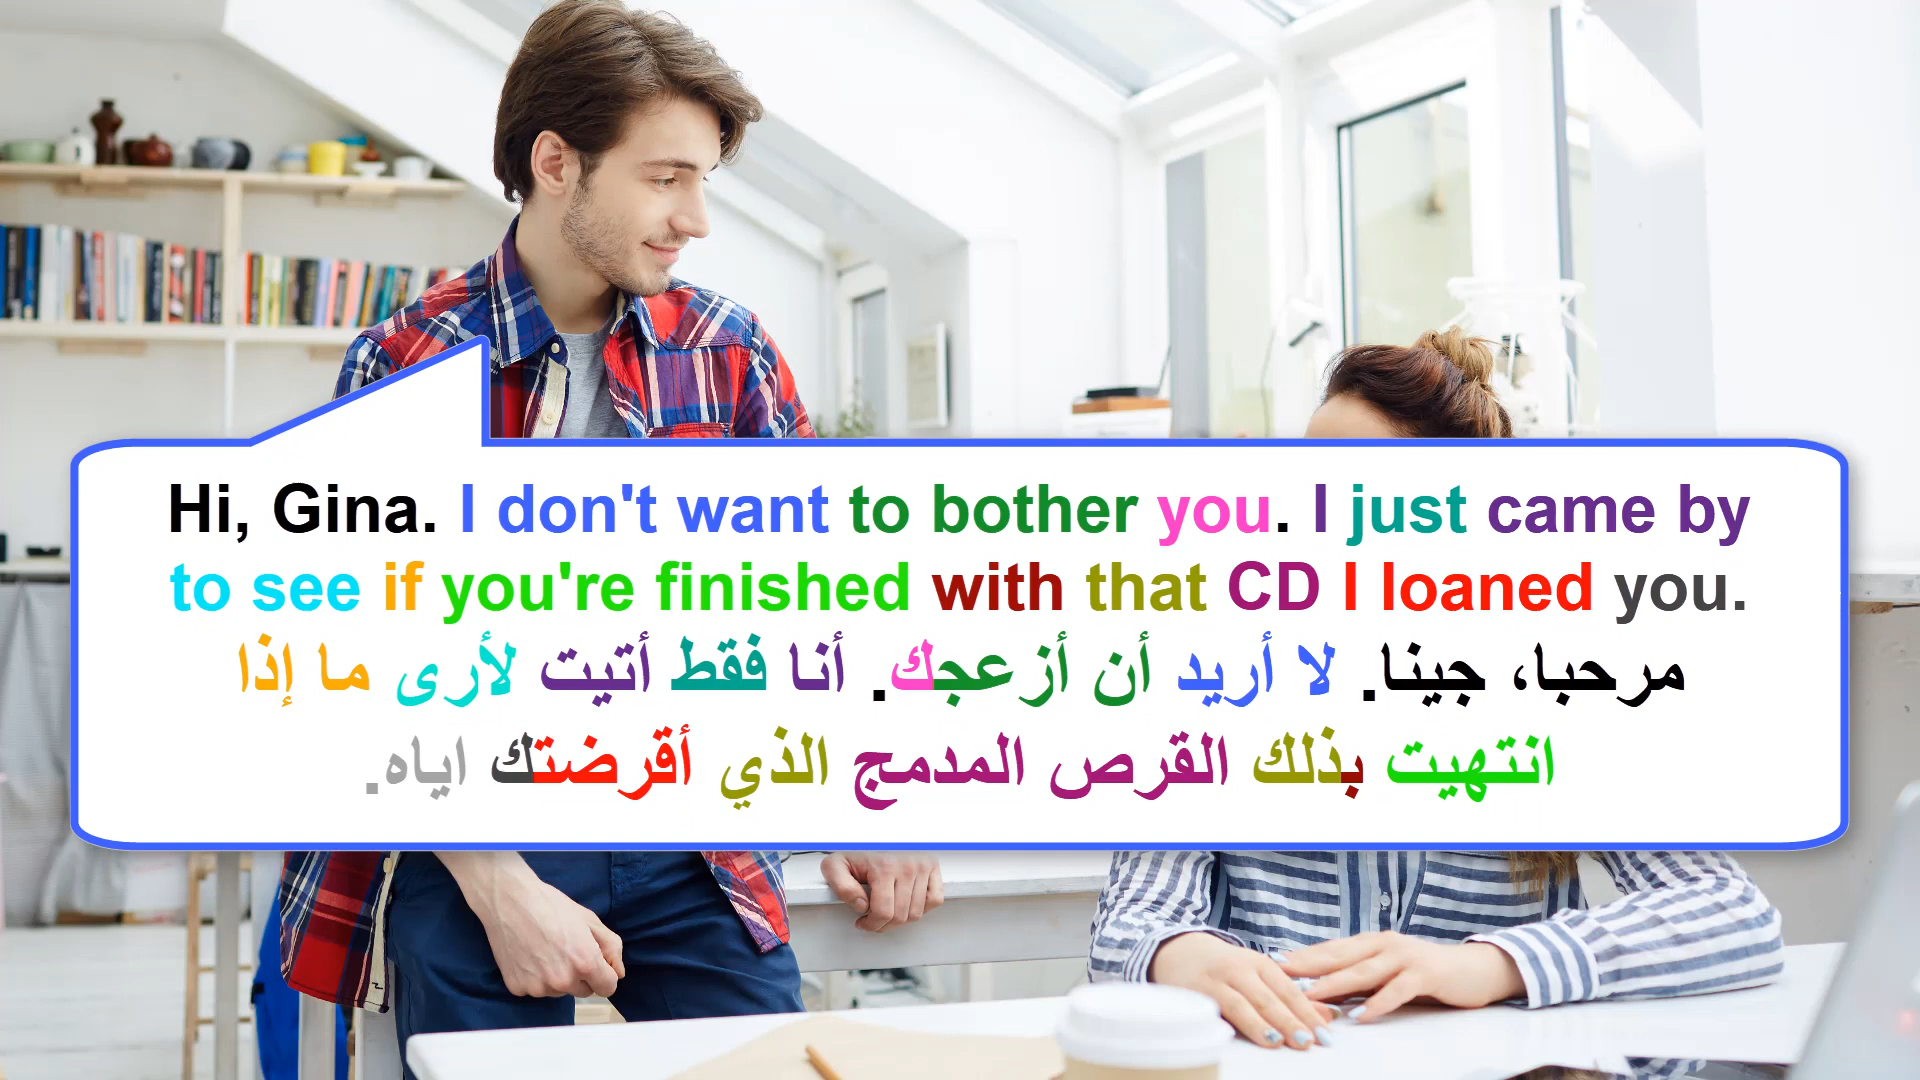 Hi, Gina. I don't want to bother you. I just came by
to see if you're finished with that CD I loaned you.
مرحبا، جينا. لا أريد أن أزعجك. أنا فقط أتيت لأرى ما إذا
انتهيت بذلك القرص المدمج الذي أقرضتك اياه.